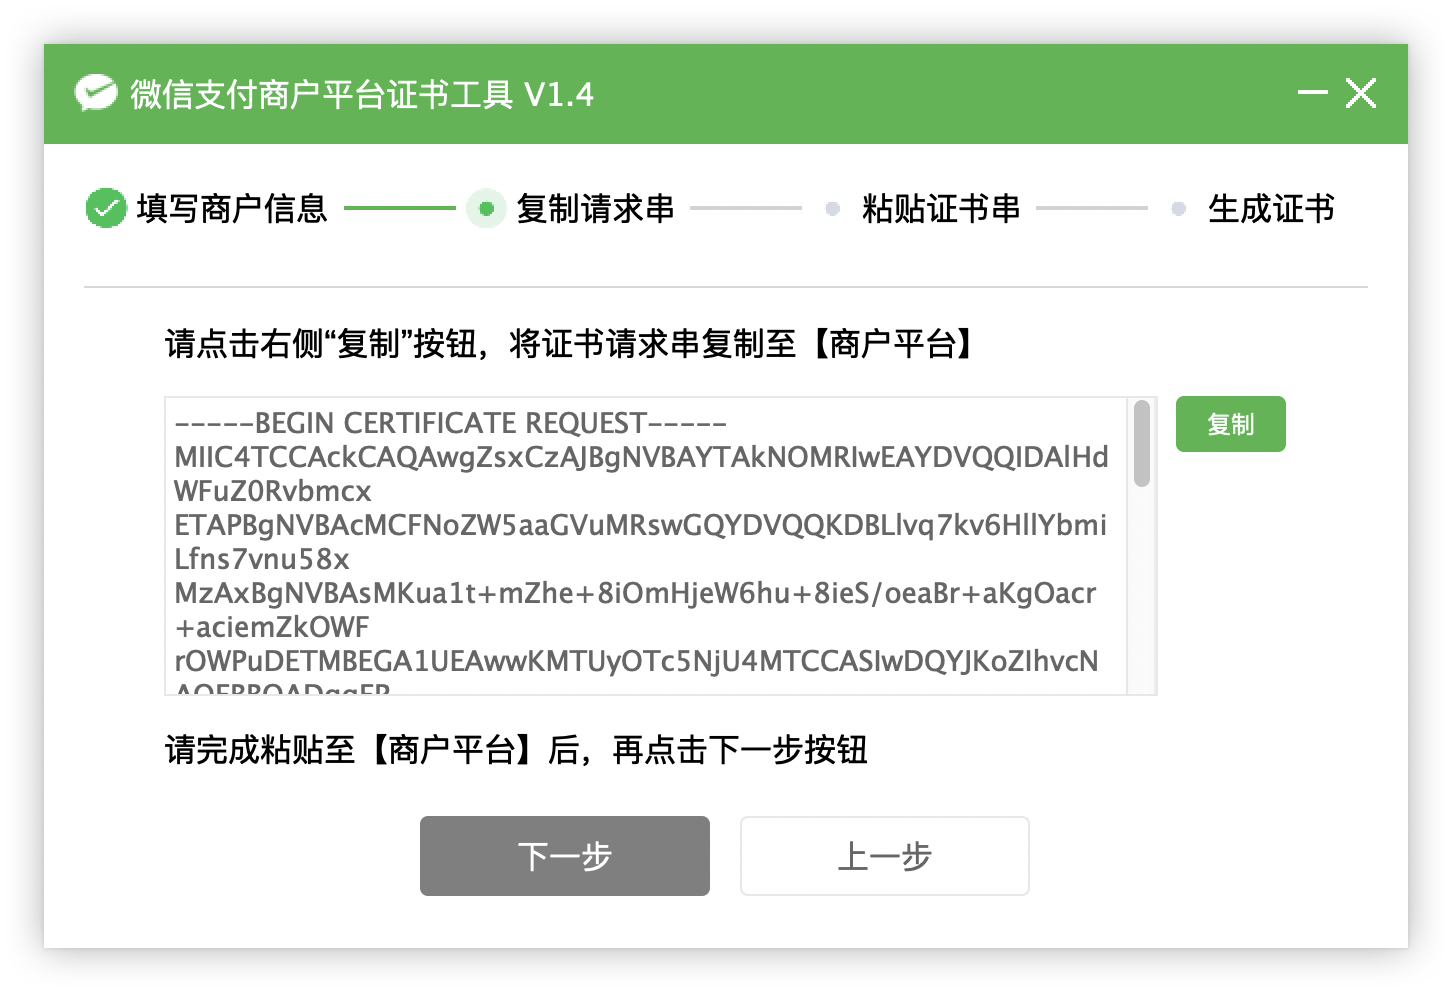 微信支付商户平台证书工具 V1.4
填写商户信息
复制请求串
粘贴证书串
生成证书
请点击右侧“复制”按钮，将证书请求串复制至【商户平台】
-----BEGIN CERTIFICATE REQUEST-----
复制
MIIC4TCCAckCAQAwgZsxCzAJBgNVBAYTAkNOMRIwEAYDVQQIDAlHd
WFuZ0Rvbmcx
ETAPBgNVBAcMCFNoZW5aaGVuMRswGQYDVQQKDBLlvq7kv6HllYbmi
Lfns7vnu58x
MzAxBgNVBAsMKua1t+mZhe+8iOmHjeW6hu+8ieS/oeaBr+aKgOacr
+aciemZkOWF
rOWPuDETMBEGA1UEAwwKMTUyOTc5NjU4MTCCASIwDQYJKoZIhvcN
请完成粘贴至【商户平台】后，再点击下一步按钮
下一步
上一步